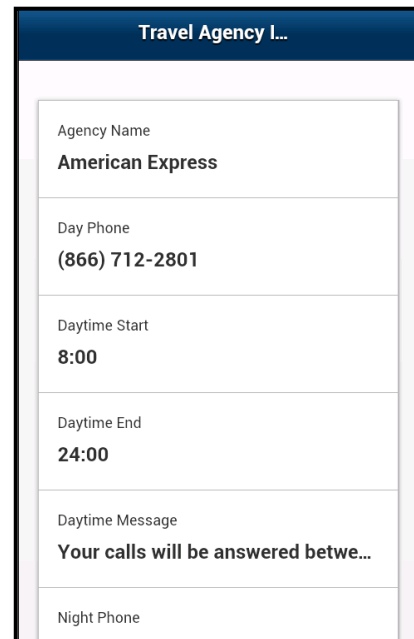 Travel Agency I...
Agency Name
American Express
Day Phone
(866) 712-2801
Daytime Start
8:00
Daytime End
24:00
Daytime Message
Your calls will be answered betwe...
Night Phone